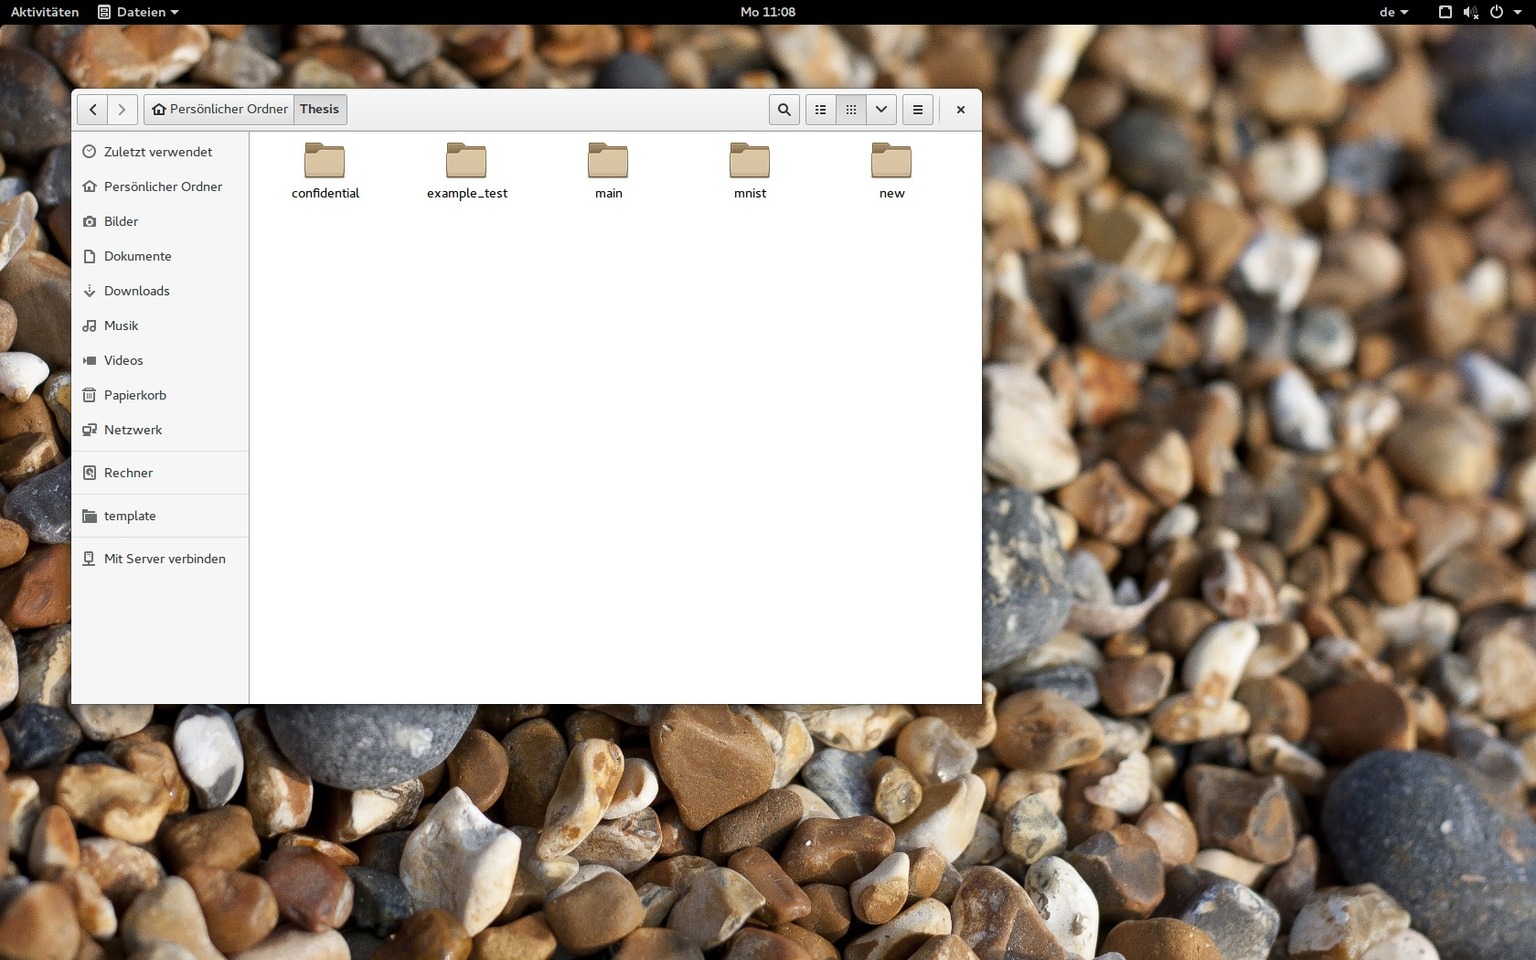 Aktivitäten Dateien Mo 11:08 de
Persönlicher Ordner Thesis
Zuletzt verwendet
Persönlicher Ordner
Bilder
Dokumente
Downloads
Musik
Videos
Papierkorb
Netzwerk
Rechner
template
Mit Server verbinden
confidential example_test main mnist new